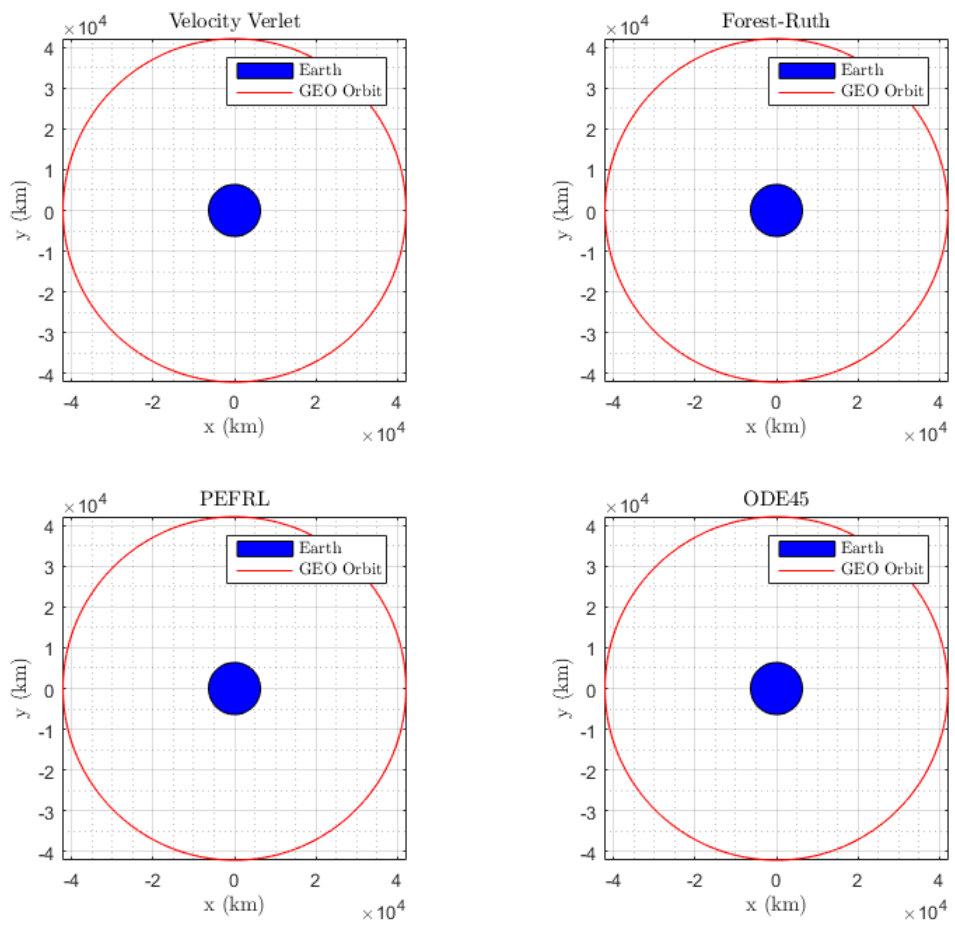 Velocity Verlet
×10⁴
4
3
2
1
0
-1
-2
-3
-4
y (km)
Earth
GEO Orbit
-4 -2 0 2 4
x (km)
×10⁴
Forest-Ruth
×10⁴
4
3
2
1
0
-1
-2
-3
-4
y (km)
Earth
GEO Orbit
-4 -2 0 2 4
x (km)
×10⁴
PEFRL
×10⁴
4
3
2
1
0
-1
-2
-3
-4
y (km)
Earth
GEO Orbit
-4 -2 0 2 4
x (km)
×10⁴
ODE45
×10⁴
4
3
2
1
0
-1
-2
-3
-4
y (km)
Earth
GEO Orbit
-4 -2 0 2 4
x (km)
×10⁴